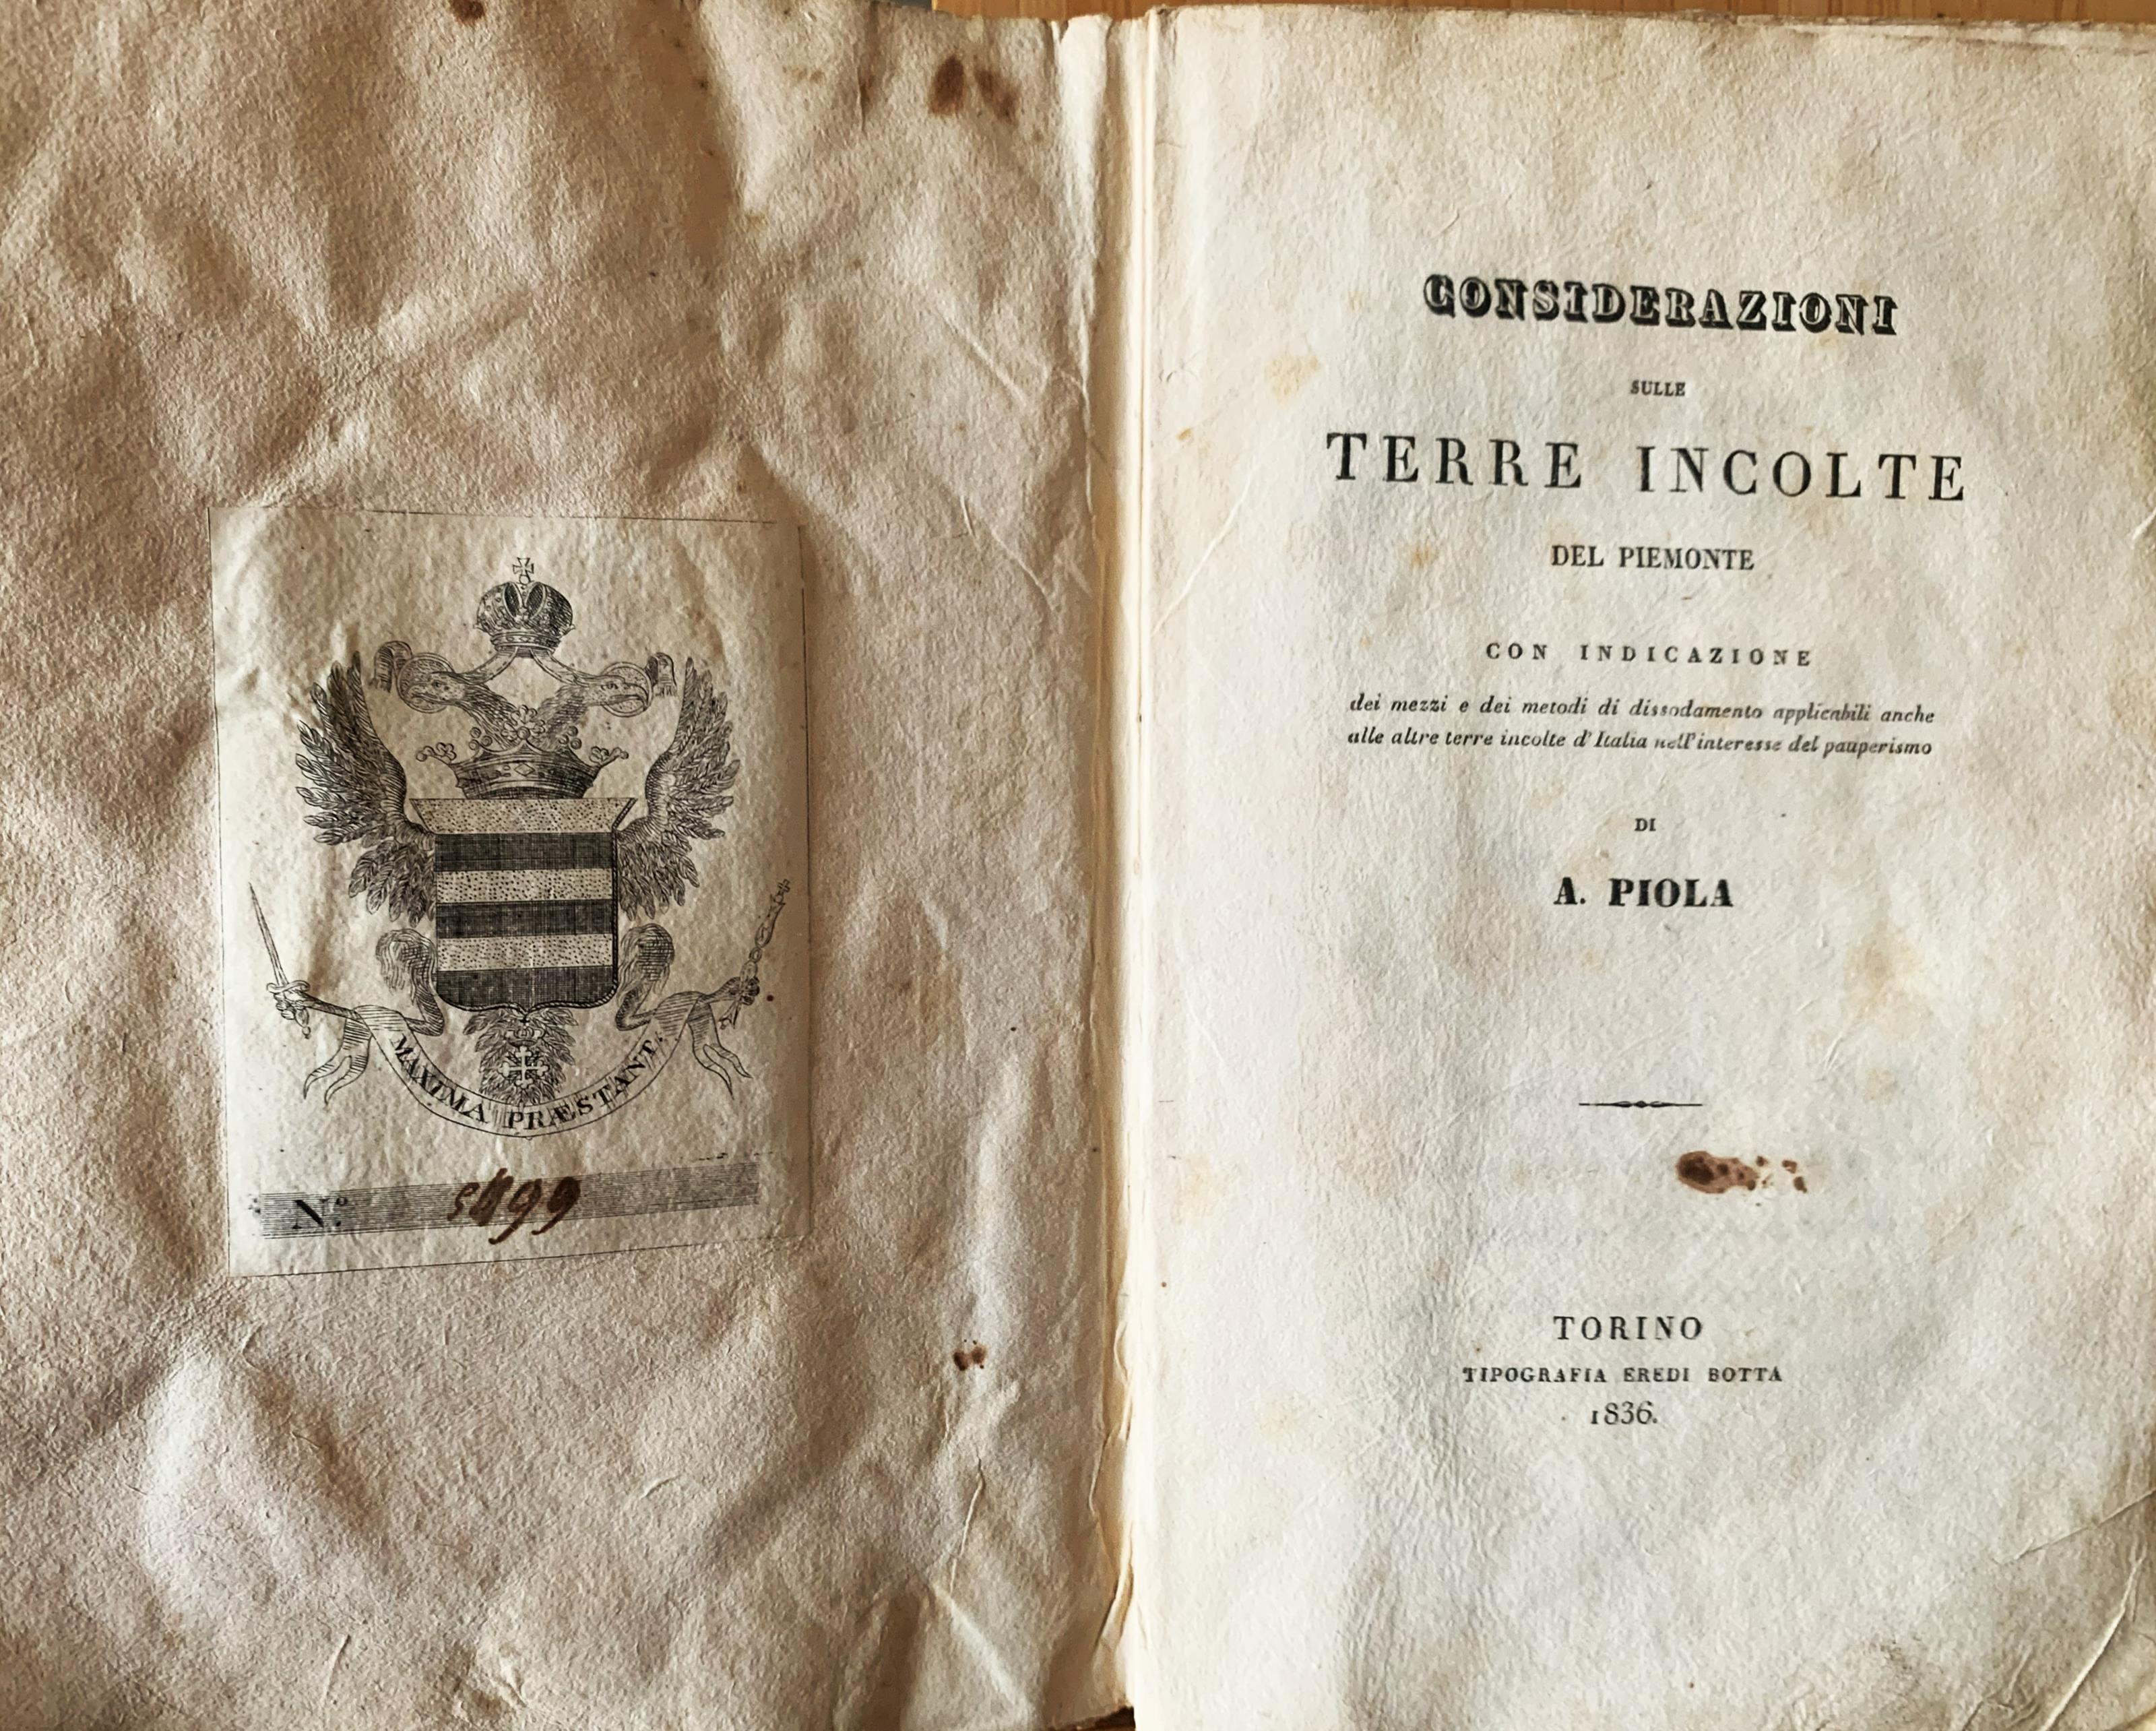 MAXIMA PRÆSTANT.
N.º 5499
CONSIDERAZIONI
SULLE
TERRE INCOLTE
DEL PIEMONTE
CON INDICAZIONE
dei mezzi e dei metodi di dissodamento applicabili anche
alle altre terre incolte d'Italia nell'interesse del pauperismo
DI
A. PIOLA
TORINO
TIPOGRAFIA EREDI BOTTA
1836.